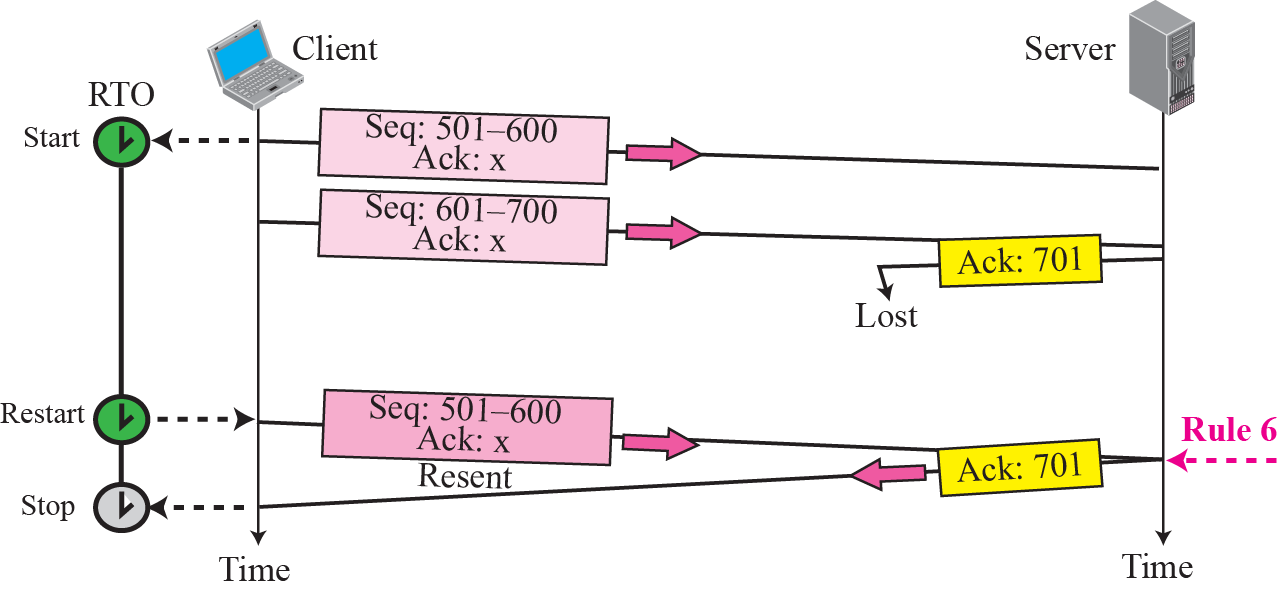 Client
Server
RTO
Start
Seq: 501–600
Ack: x
Seq: 601–700
Ack: x
Ack: 701
Lost
Restart
Seq: 501–600
Ack: x
Resent
Ack: 701
Rule 6
Stop
Time
Time